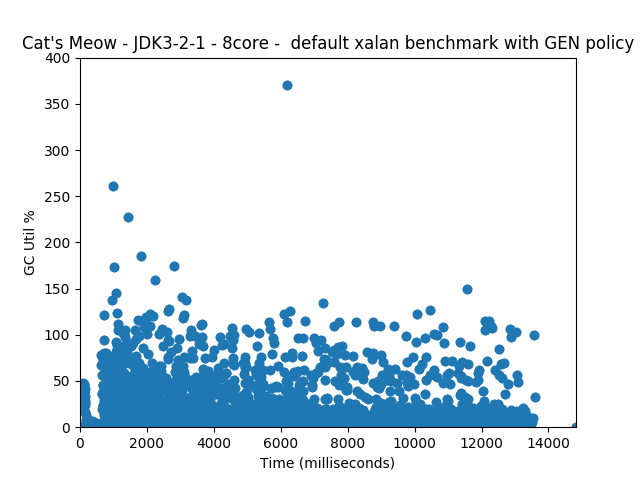 Cat's Meow - JDK3-2-1 - 8core -  default xalan benchmark with GEN policy
400
350
300
250
200
150
100
50
0
GC Util %
0 2000 4000 6000 8000 10000 12000 14000
Time (milliseconds)